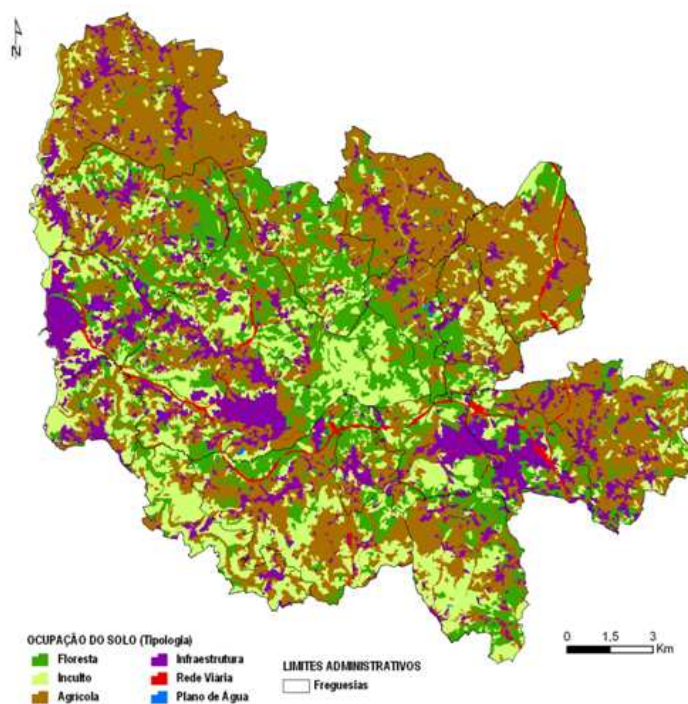 N
OCUPAÇÃO DO SOLO (Tipologia)
Floresta
Inculto
Agrícola
Infraestrutura
Rede Viaria
Plano de Água
LIMITES ADMINISTRATIVOS
Freguesias
0 1,5 3
Km